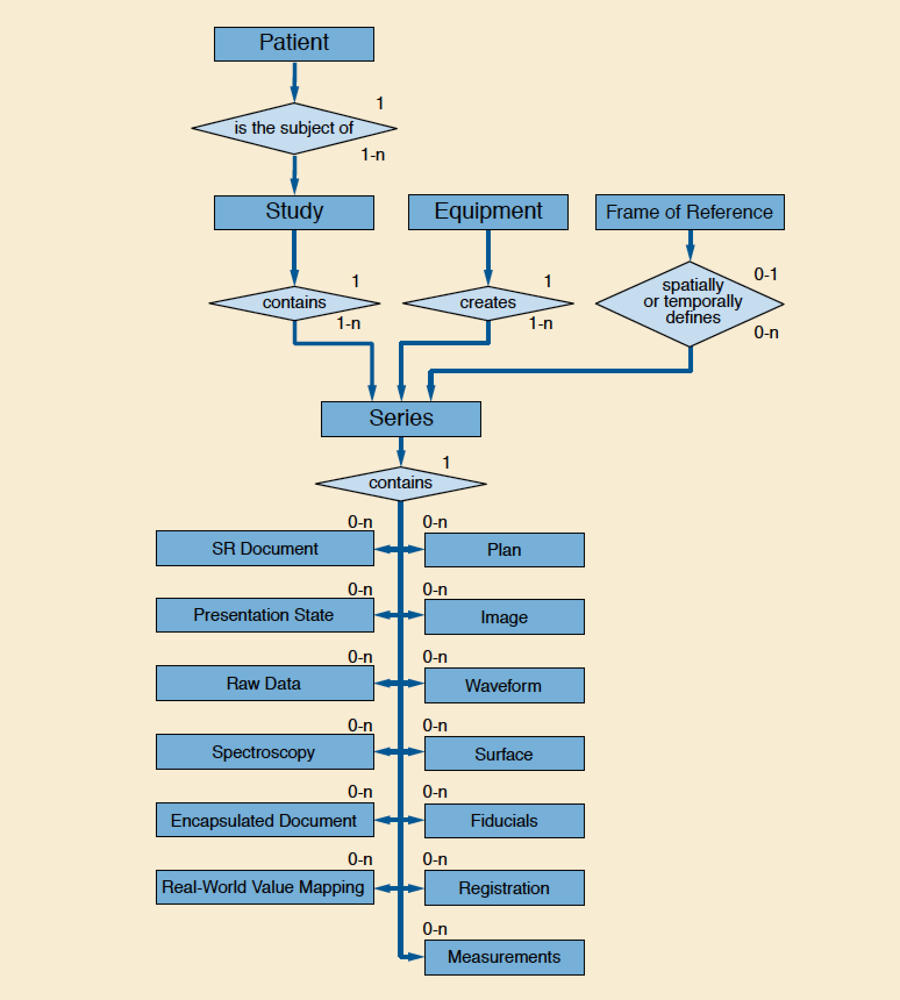 Patient
1
is the subject of
1-n
Study
Equipment
Frame of Reference
1
contains
1-n
1
creates
1-n
0-1
spatially
or temporally
defines
0-n
Series
1
contains
0-n
0-n
SR Document
Plan
0-n
0-n
Presentation State
Image
0-n
0-n
Raw Data
Waveform
0-n
0-n
Spectroscopy
Surface
0-n
0-n
Encapsulated Document
Fiducials
0-n
0-n
Real-World Value Mapping
Registration
0-n
Measurements